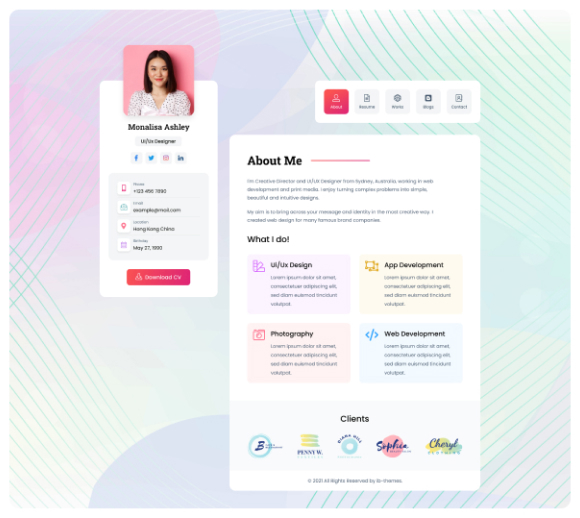 Monalisa Ashley
Ui/Ux Designer
Phone
+123 456 7890
Email
example@mail.com
Location
Hong Kong China
Birthday
May 27, 1990
Download CV
About
Resume
Works
Blogs
Contact
About Me
I'm Creative Director and UI/UX Designer from Sydney, Australia, working in web
development and print media. I enjoy turning complex problems into simple,
beautiful and intuitive designs.
My aim is to bring across your message and identity in the most creative way. I
created web design for many famous brand companies.
What I do!
Ui/Ux Design
Lorem ipsum dolor sit amet,
consectetuer adipiscing elit,
sed diam euismod tincidunt
volutpat.
App Development
Lorem ipsum dolor sit amet,
consectetuer adipiscing elit,
sed diam euismod tincidunt
volutpat.
Photography
Lorem ipsum dolor sit amet,
consectetuer adipiscing elit,
sed diam euismod tincidunt
volutpat.
Web Development
Lorem ipsum dolor sit amet,
consectetuer adipiscing elit,
sed diam euismod tincidunt
volutpat.
Clients
B
PENNY W.
DIANA HILL
Sophia
Cheryl
© 2021 All Rights Reserved by ib-themes.